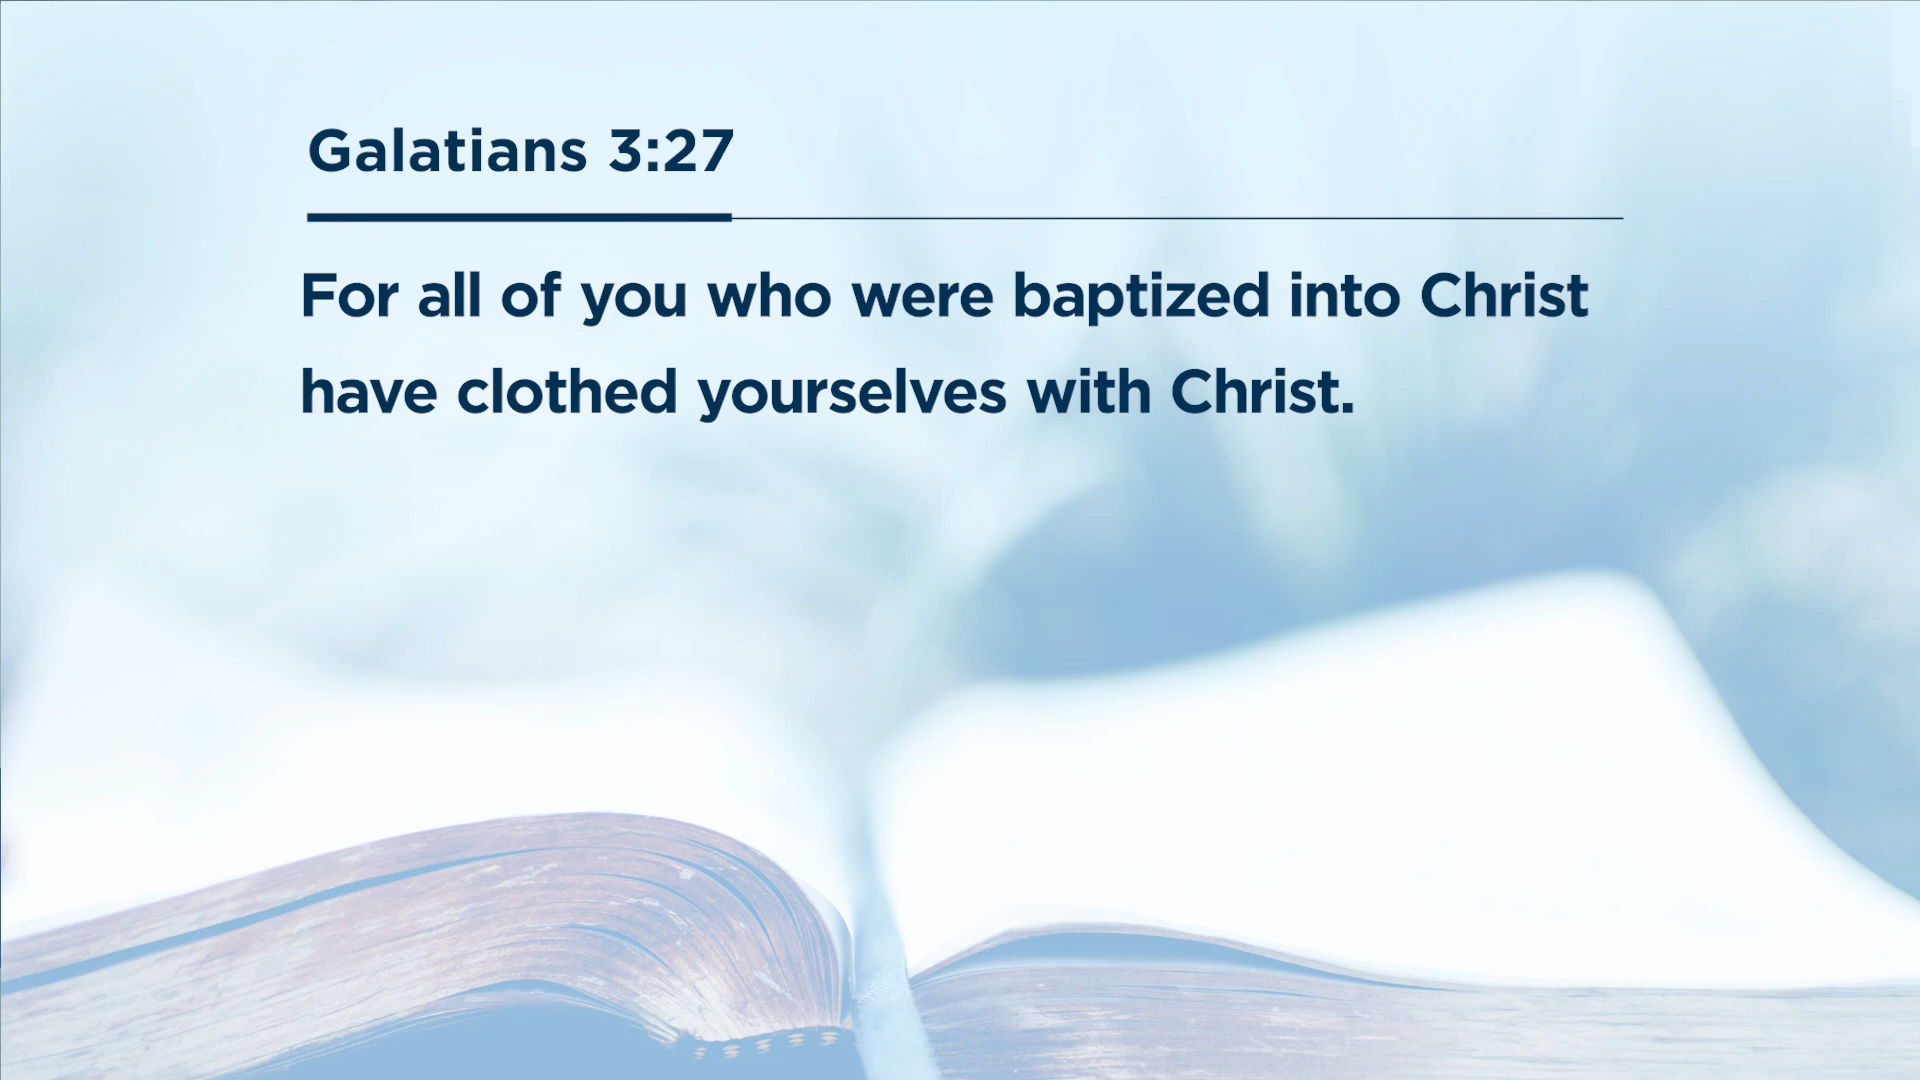 Galatians 3:27
For all of you who were baptized into Christ
have clothed yourselves with Christ.